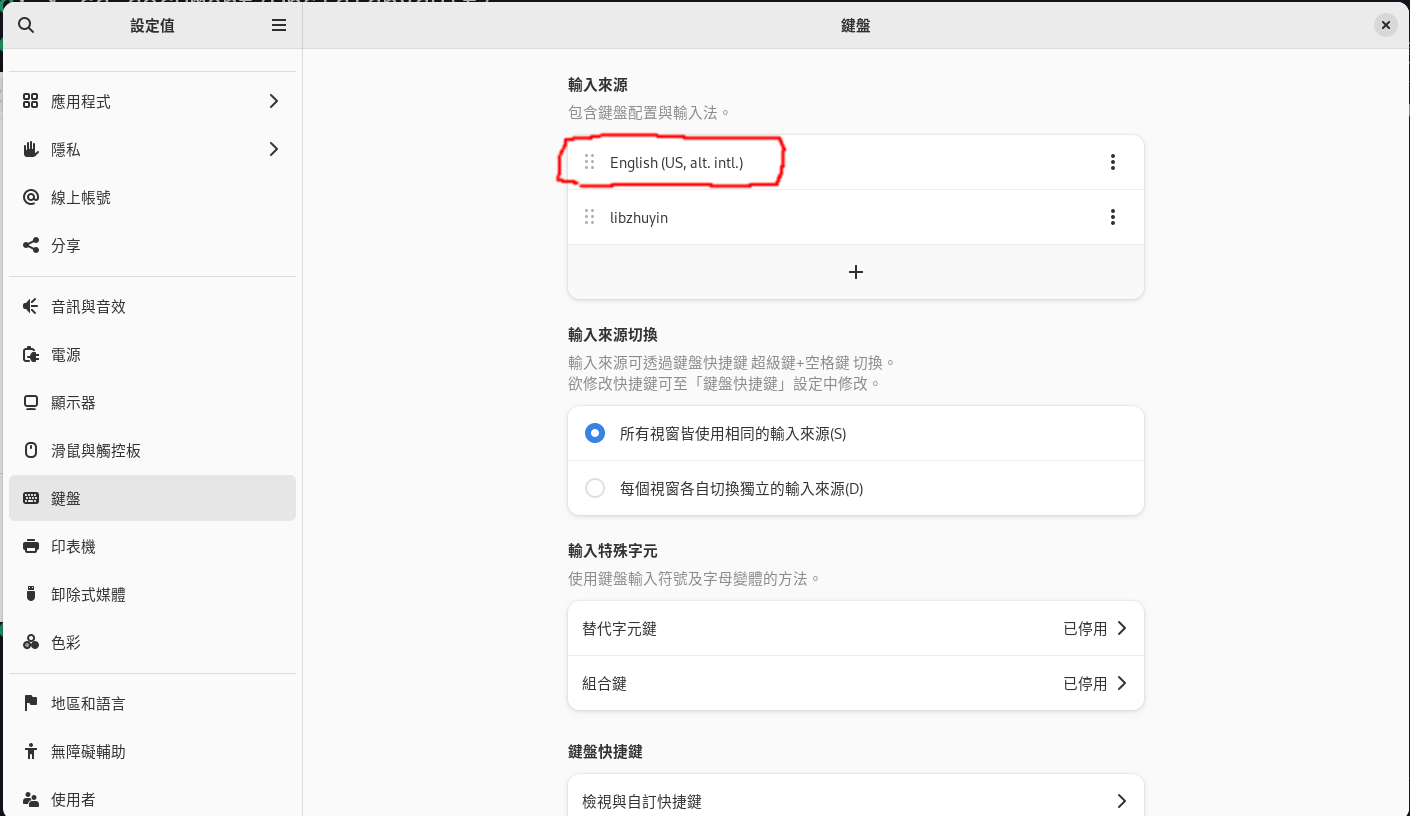 設定值
應用程式
隱私
線上帳號
分享
音訊與音效
電源
顯示器
滑鼠與觸控板
鍵盤
印表機
卸除式媒體
色彩
地區和語言
無障礙輔助
使用者
鍵盤
輸入來源
包含鍵盤配置與輸入法。
English (US, alt. intl.)
libzhuyin
輸入來源切換
輸入來源可透過鍵盤快捷鍵 超級鍵+空格鍵 切換。
欲修改快捷鍵可至「鍵盤快捷鍵」設定中修改。
所有視窗皆使用相同的輸入來源(S)
每個視窗各自切換獨立的輸入來源(D)
輸入特殊字元
使用鍵盤輸入符號及字母變體的方法。
替代字元鍵 已停用
組合鍵 已停用
鍵盤快捷鍵
檢視與自訂快捷鍵